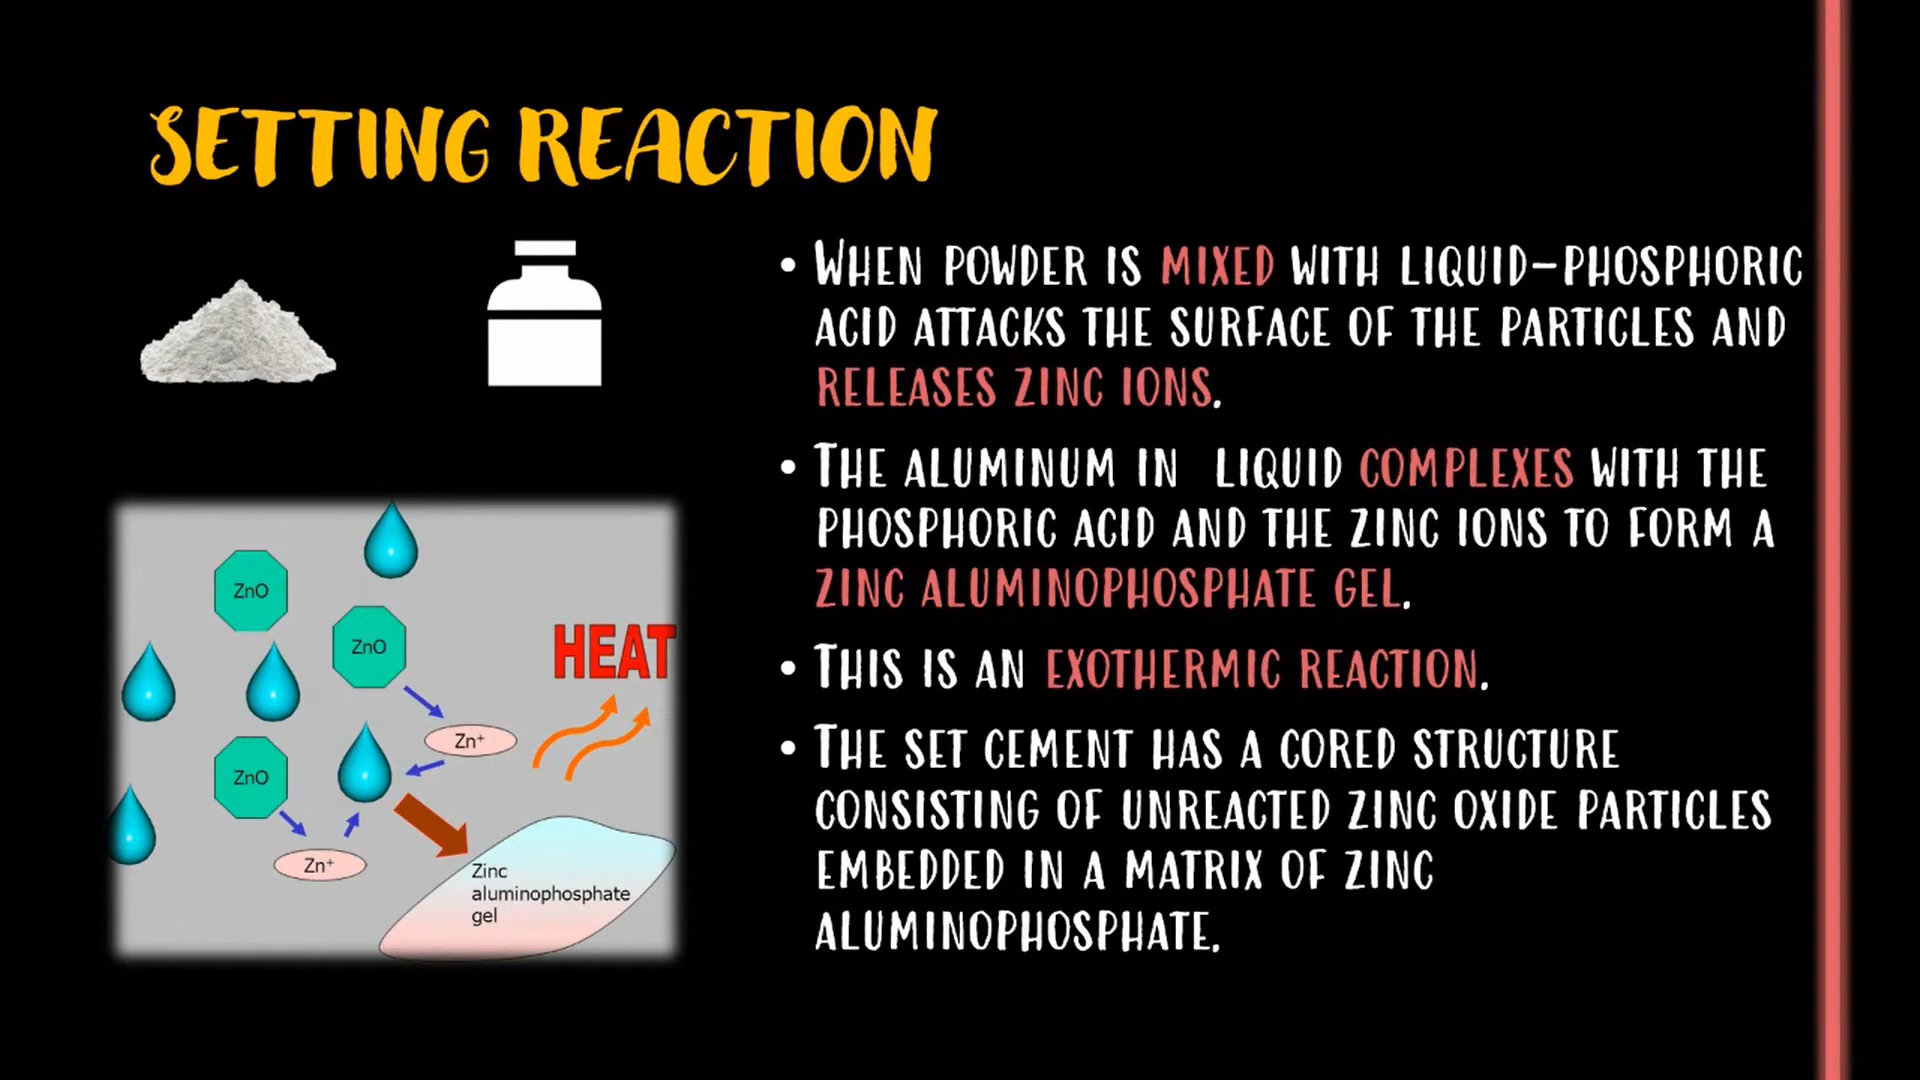 SETTING REACTION
• WHEN POWDER IS MIXED WITH LIQUID-PHOSPHORIC
ACID ATTACKS THE SURFACE OF THE PARTICLES AND
RELEASES ZINC IONS.
• THE ALUMINUM IN LIQUID COMPLEXES WITH THE
PHOSPHORIC ACID AND THE ZINC IONS TO FORM A
ZINC ALUMINOPHOSPHATE GEL.
• THIS IS AN EXOTHERMIC REACTION.
• THE SET CEMENT HAS A CORED STRUCTURE
CONSISTING OF UNREACTED ZINC OXIDE PARTICLES
EMBEDDED IN A MATRIX OF ZINC
ALUMINOPHOSPHATE.
ZnO
ZnO
HEAT
Zn⁺
ZnO
Zn⁺
Zinc
aluminophosphate
gel